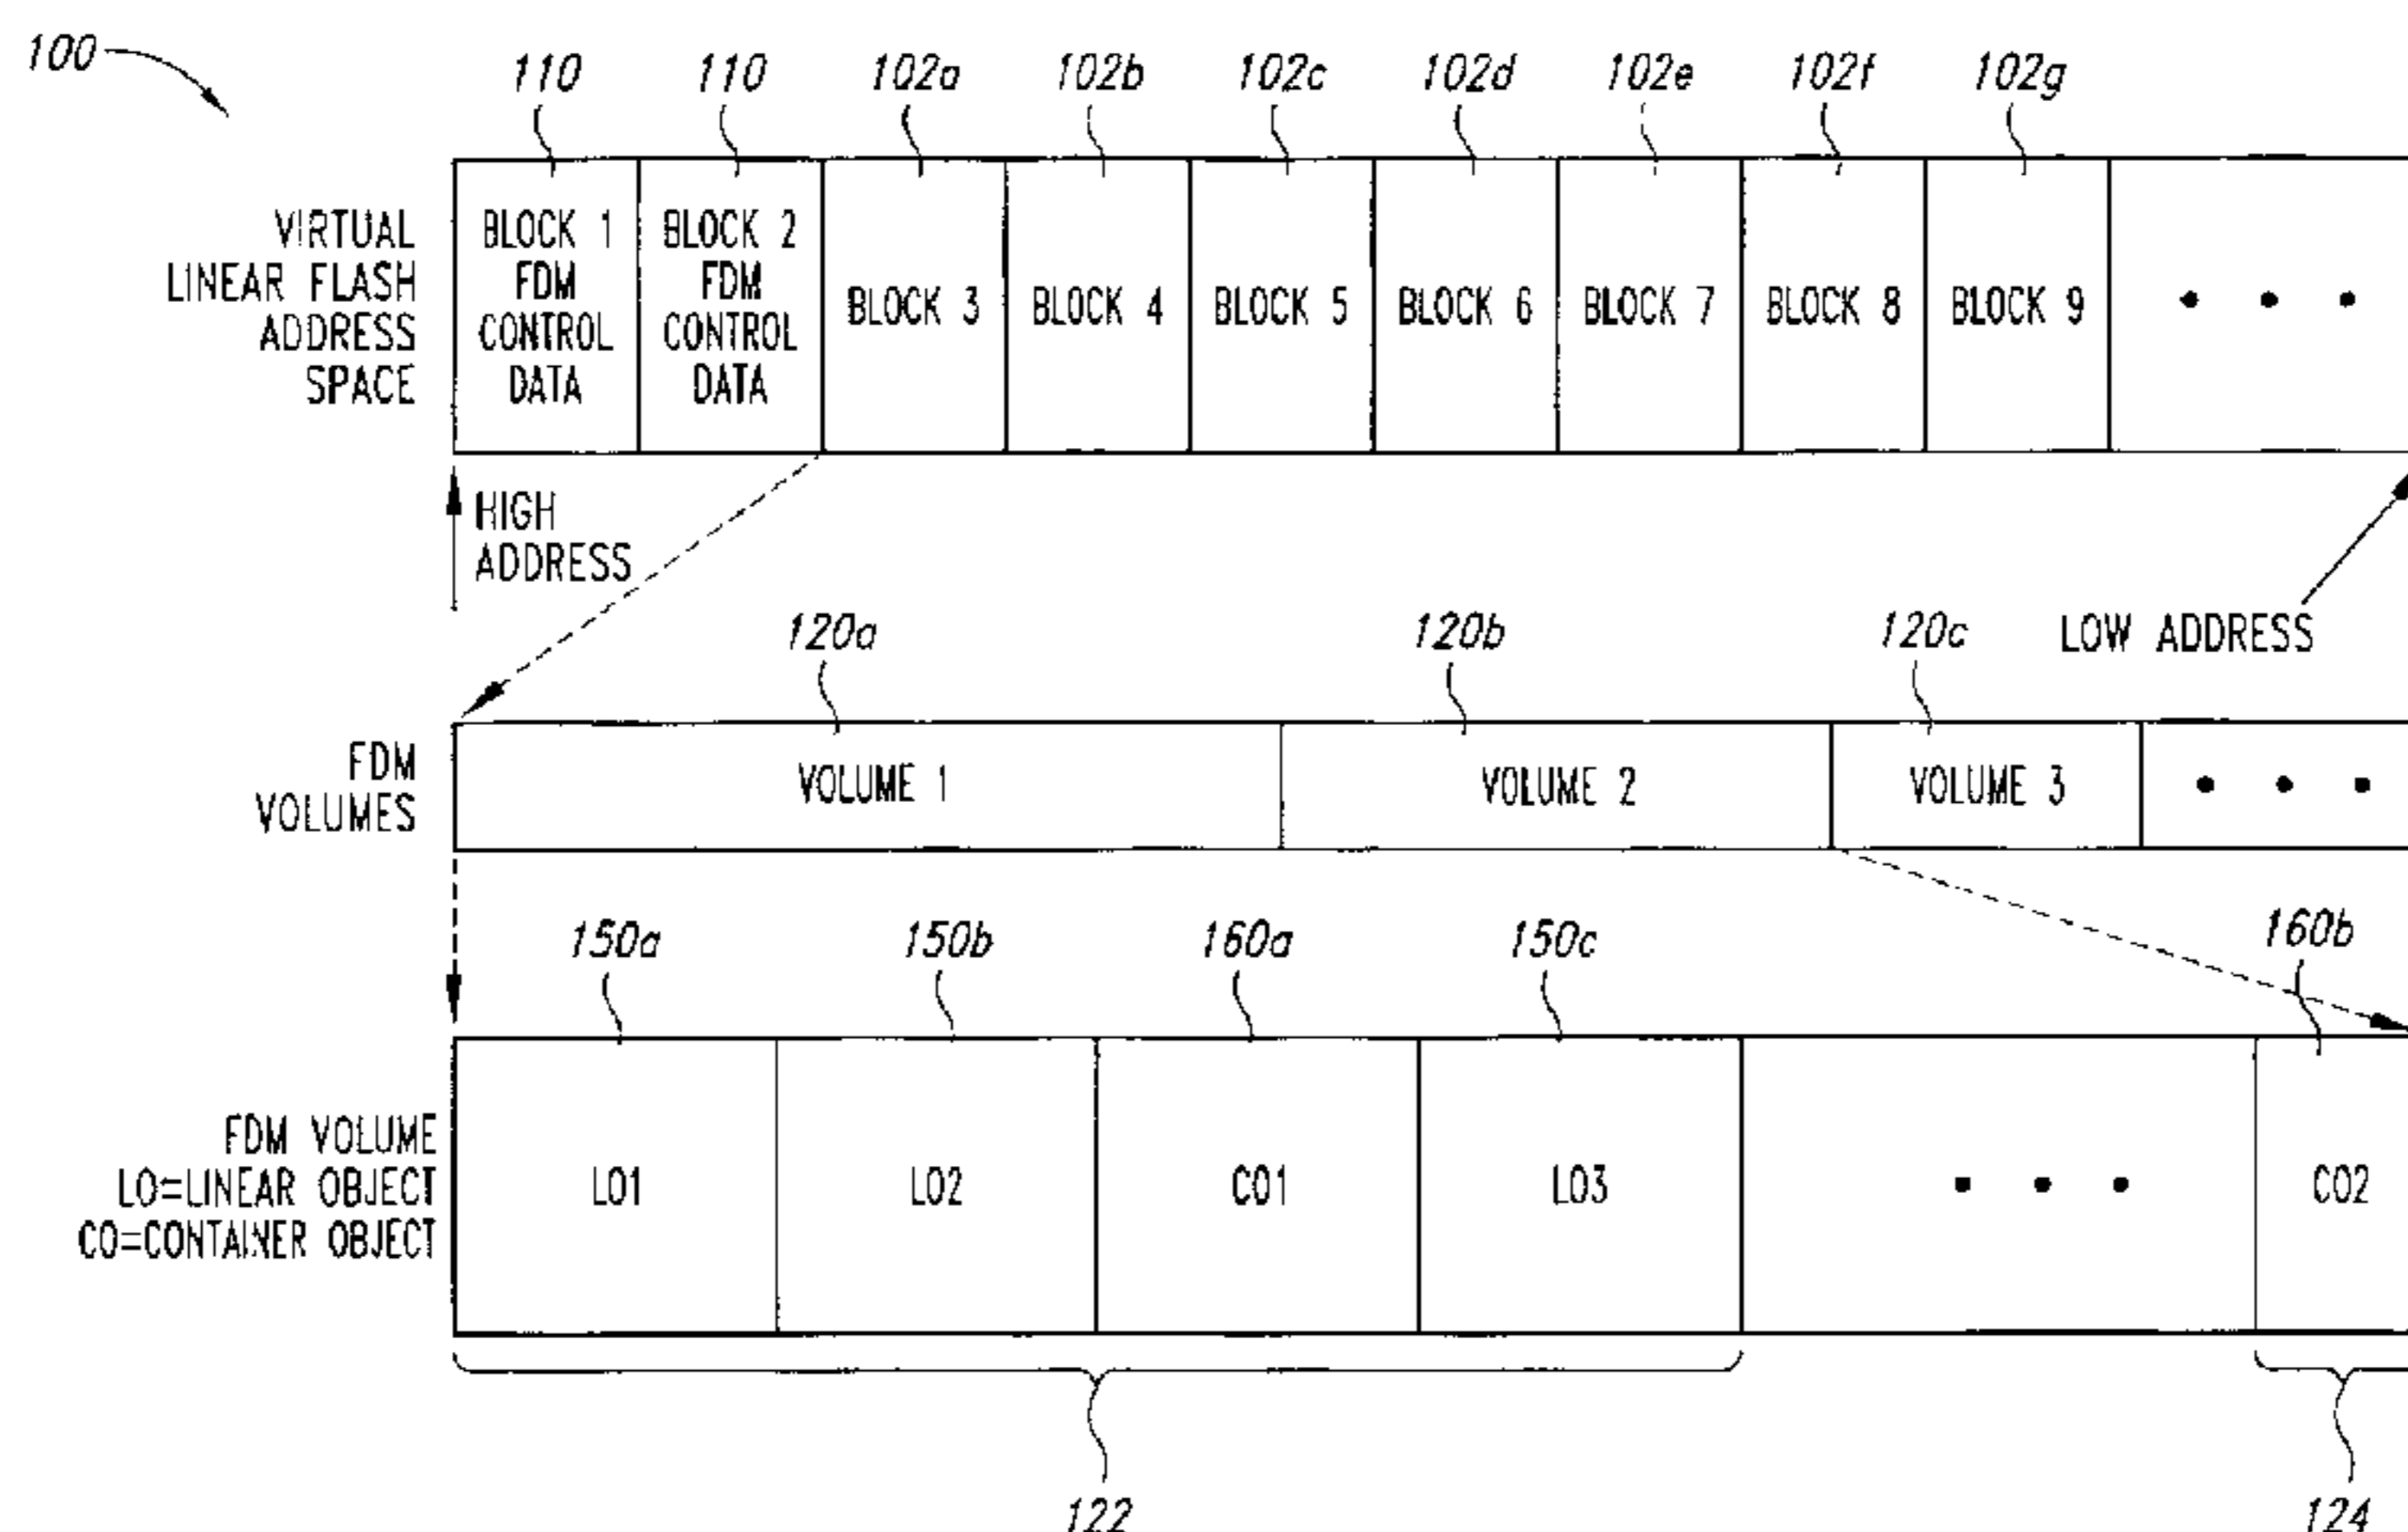 100
110 110 102a 102b 102c 102d 102e 102f 102g
VIRTUAL
LINEAR FLASH
ADDRESS
SPACE
BLOCK 1
FDM
CONTROL
DATA
BLOCK 2
FDM
CONTROL
DATA
BLOCK 3
BLOCK 4
BLOCK 5
BLOCK 6
BLOCK 7
BLOCK 8
BLOCK 9
• • •
HIGH
ADDRESS
LOW ADDRESS
120a 120b 120c
FDM
VOLUMES
VOLUME 1
VOLUME 2
VOLUME 3
• • •
150a 150b 160a 150c 160b
FDM VOLUME
LO=LINEAR OBJECT
CO=CONTAINER OBJECT
LO1
LO2
CO1
LO3
• • •
CO2
122
124